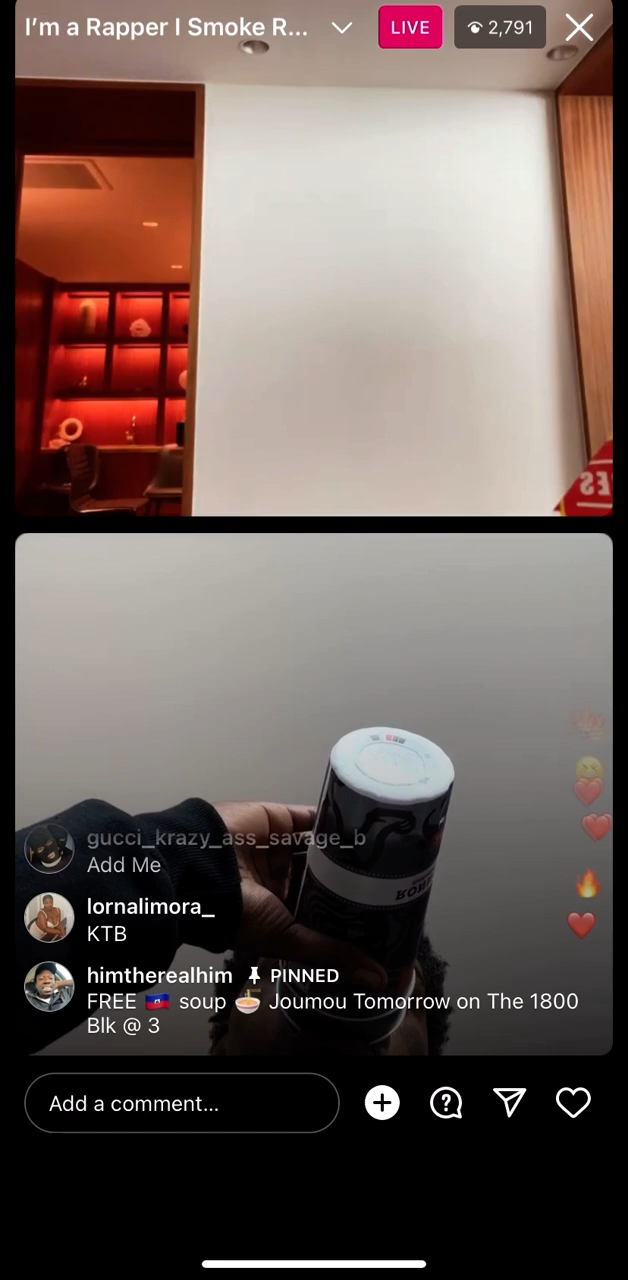 I’m a Rapper I Smoke R...
LIVE
2,791
gucci_krazy_ass_savage_b
Add Me
lornalimora_
KTB
himtherealhim PINNED
FREE 🇭🇹 soup 🍜 Joumou Tomorrow on The 1800
Blk @ 3
Add a comment...